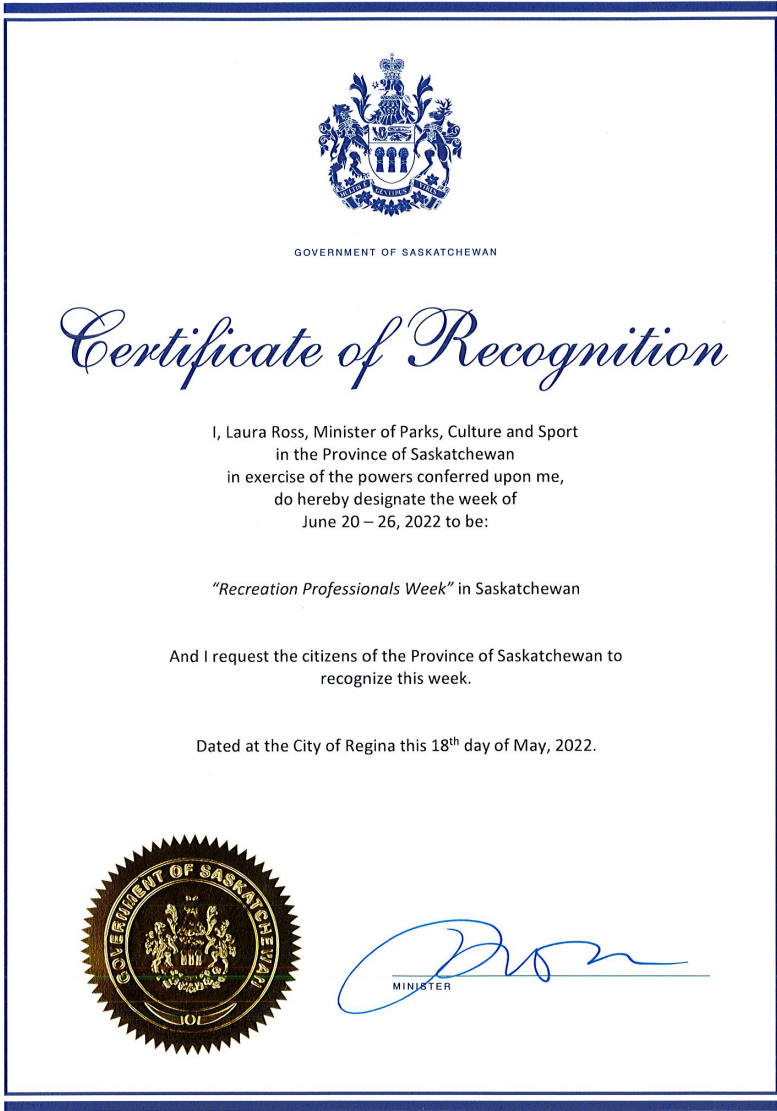 MULTIS E GENTIBUS VIRES
GOVERNMENT OF SASKATCHEWAN
Certificate of Recognition
I, Laura Ross, Minister of Parks, Culture and Sport
in the Province of Saskatchewan
in exercise of the powers conferred upon me,
do hereby designate the week of
June 20 – 26, 2022 to be:
“Recreation Professionals Week” in Saskatchewan
And I request the citizens of the Province of Saskatchewan to
recognize this week.
Dated at the City of Regina this 18th day of May, 2022.
GOVERNMENT OF SASKATCHEWAN
MINISTER